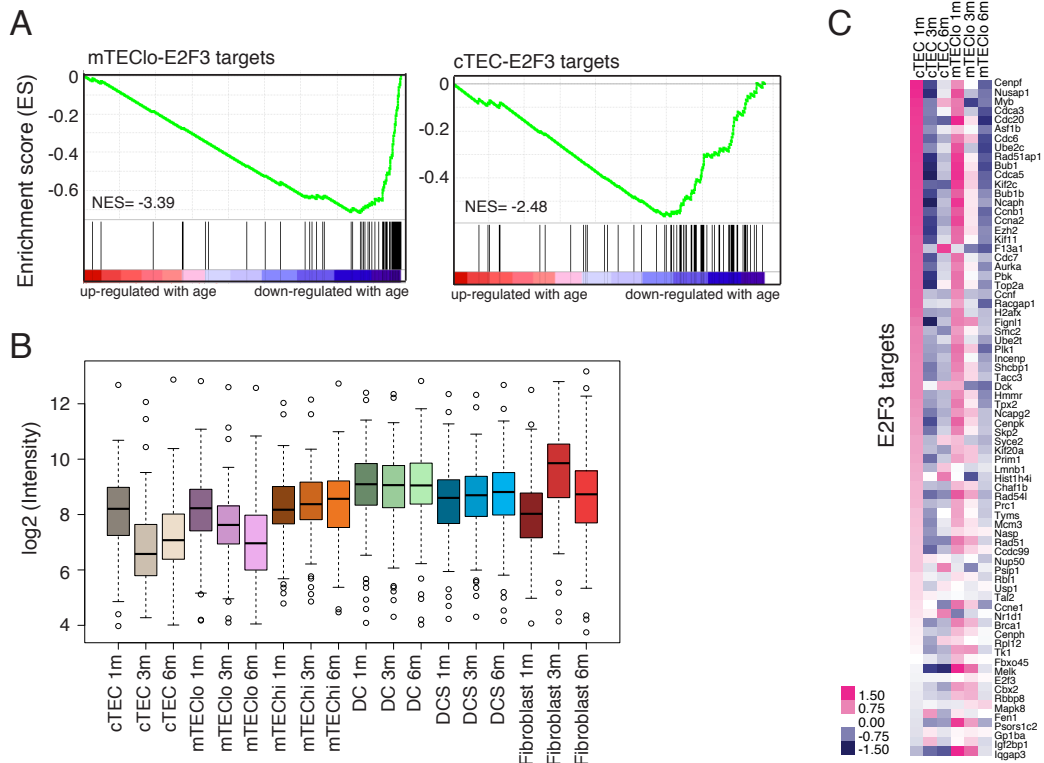 A
mTEClo-E2F3 targets
cTEC-E2F3 targets
Enrichment score (ES)
0
-0.2
-0.4
-0.6
NES= -3.39
0
-0.2
-0.4
NES= -2.48
up-regulated with age
down-regulated with age
up-regulated with age
down-regulated with age
B
log2 (Intensity)
12
10
8
6
4
cTEC 1m
cTEC 3m
cTEC 6m
mTEClo 1m
mTEClo 3m
mTEClo 6m
mTEChi 1m
mTEChi 3m
mTEChi 6m
DC 1m
DC 3m
DC 6m
DCS 1m
DCS 3m
DCS 6m
Fibroblast 1m
Fibroblast 3m
Fibroblast 6m
C
cTEC 1m
cTEC 3m
cTEC 6m
mTEClo 1m
mTEClo 3m
mTEClo 6m
E2F3 targets
Cenpf
Nusap1
Myb
Cdca3
Cdc20
Asf1b
Cdc6
Ube2c
Rad51ap1
Bub1
Cdca5
Kif2c
Bub1b
Ncaph
Ccnb1
Ccna2
Ezh2
Kif11
F13a1
Cdc7
Aurka
Pbk
Top2a
Ccnf
Racgap1
H2afx
Fignl1
Smc2
Ube2t
Plk1
Incenp
Shcbp1
Tacc3
Dck
Hmmr
Tpx2
Ncapg2
Cenpk
Skp2
Syce2
Kif20a
Prim1
Lmnb1
Hist1h4i
Chaf1b
Rad54l
Prc1
Tyms
Mcm3
Nasp
Rad51
Ccdc99
Nup50
Psip1
Rbl1
Usp1
Tal2
Ccne1
Nr1d1
Brca1
Cenph
Rpl12
Tk1
Fbxo45
Melk
E2f3
Cbx2
Rbbp8
Mapk8
Fen1
Psors1c2
Gp1ba
Igf2bp1
Iqgap3
1.50
0.75
0.00
-0.75
-1.50